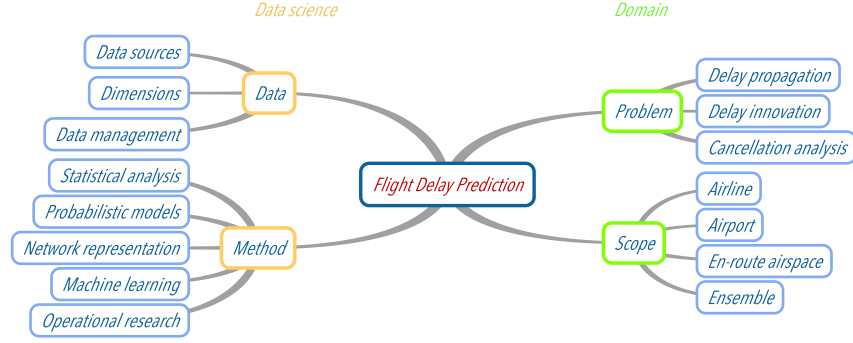 Data science
Domain
Data sources
Dimensions
Data management
Data
Statistical analysis
Probabilistic models
Network representation
Machine learning
Operational research
Method
Flight Delay Prediction
Problem
Delay propagation
Delay innovation
Cancellation analysis
Scope
Airline
Airport
En-route airspace
Ensemble